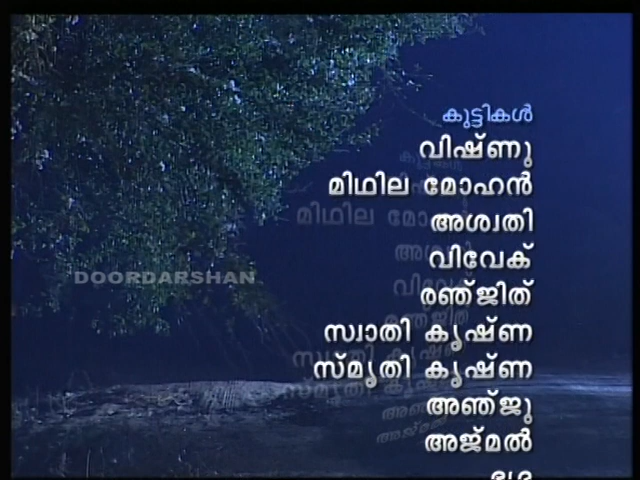 കുട്ടികൾ
വിഷ്ണു
മിഥില മോഹൻ
അശ്വതി
വിവേക്
DOORDARSHAN
രഞ്ജിത്
സ്വാതി കൃഷ്ണ
സ്മൃതി കൃഷ്ണ
അഞ്ജു
അജ്മൽ